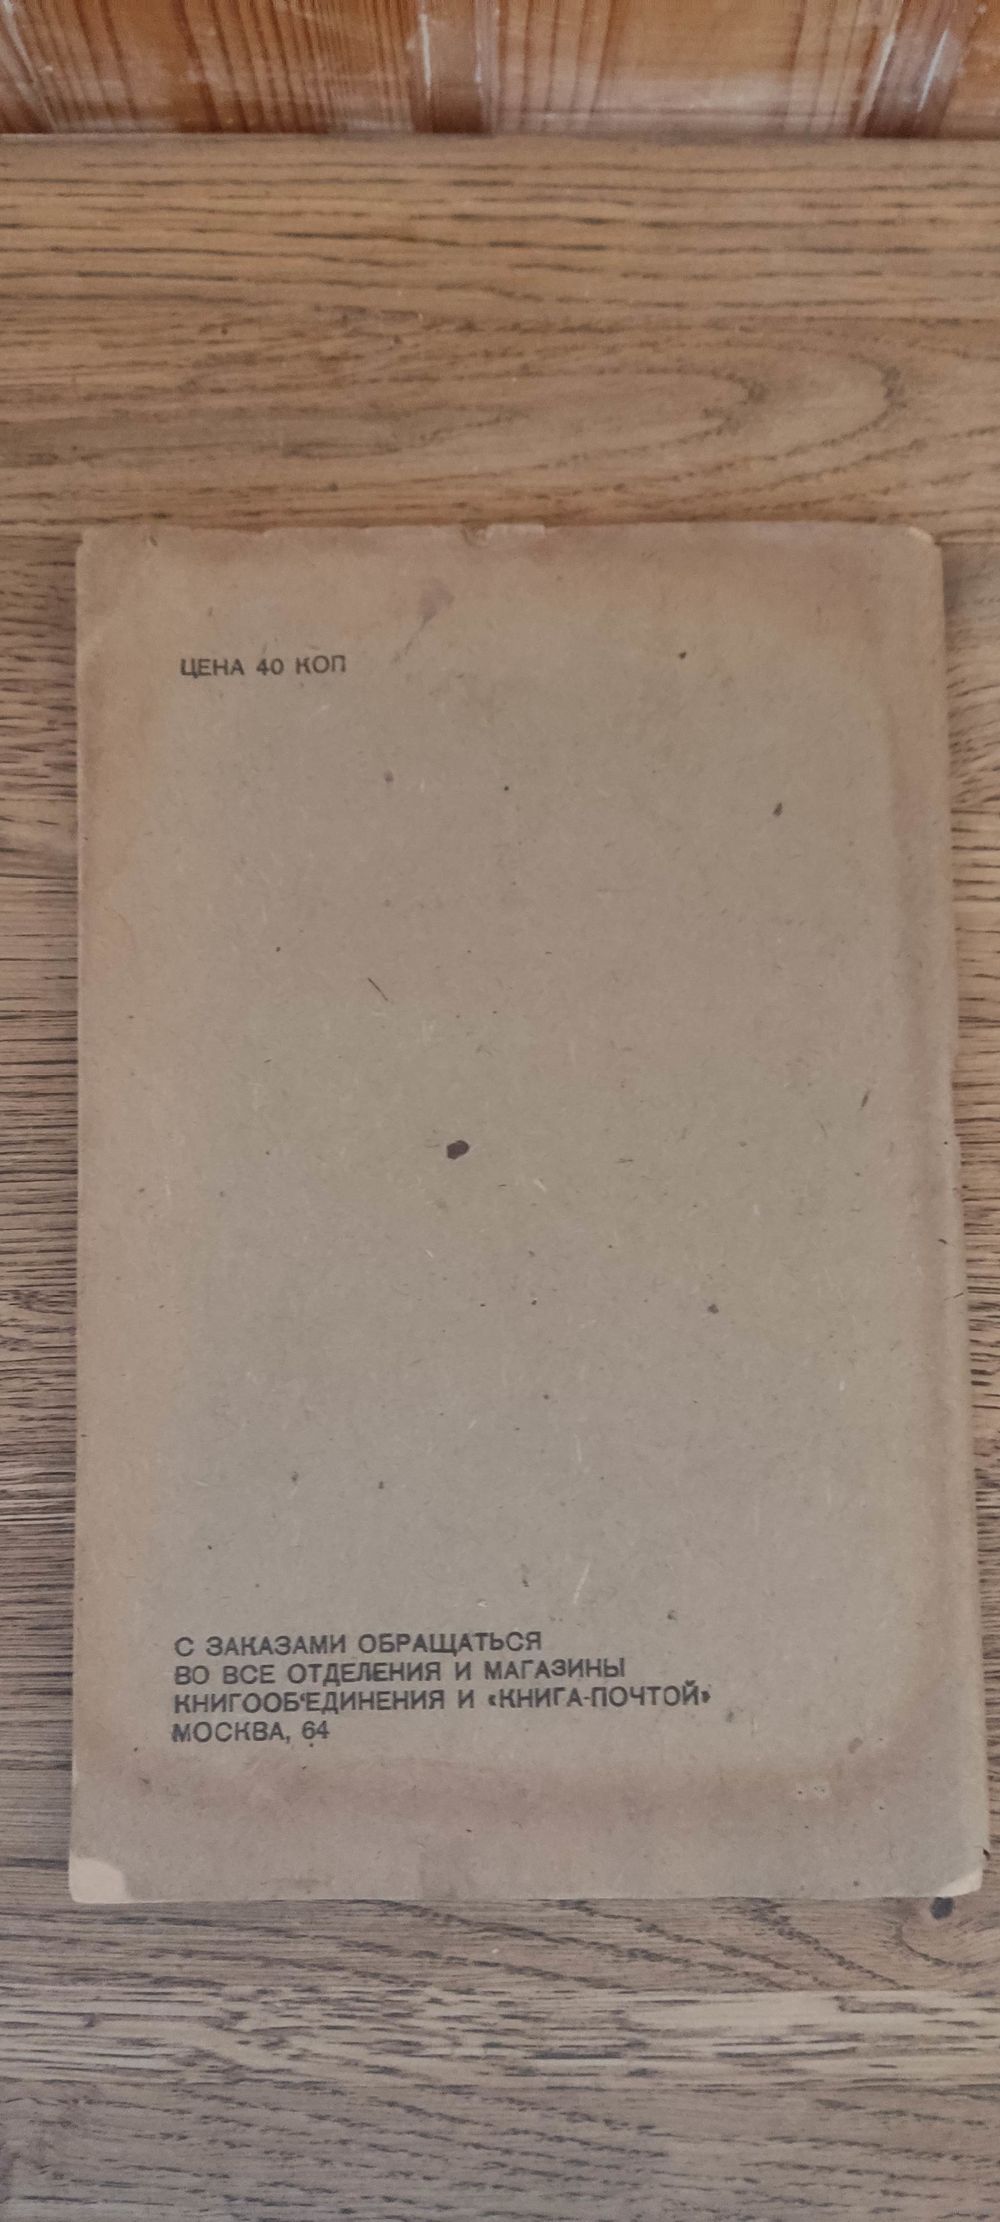 ЦЕНА 40 КОП
С ЗАКАЗАМИ ОБРАЩАТЬСЯ
ВО ВСЕ ОТДЕЛЕНИЯ И МАГАЗИНЫ
КНИГООБ'ЕДИНЕНИЯ И «КНИГА-ПОЧТОЙ»
МОСКВА, 64